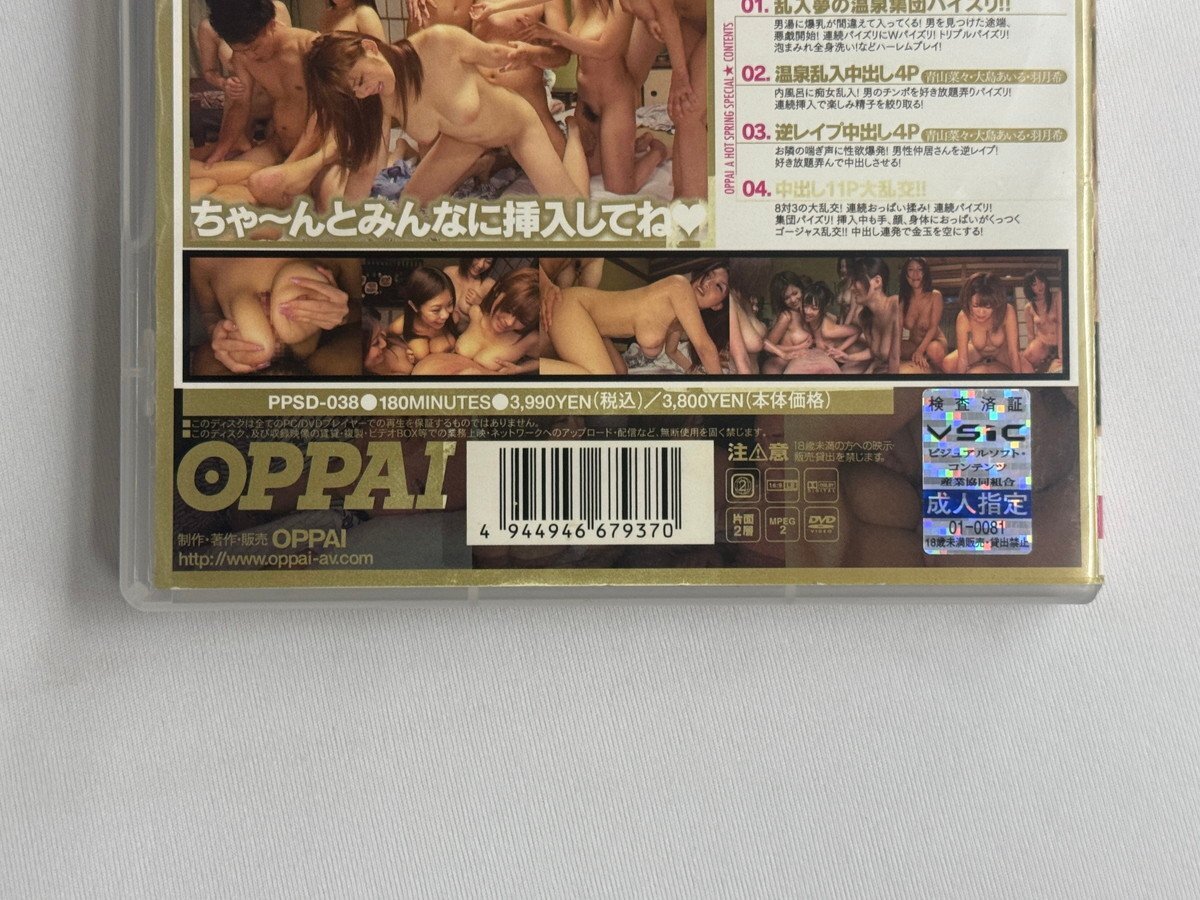 01. 乱入夢の温泉集団パイズリ!!
男湯に爆乳が間違えて入ってくる! 男を見つけた途端、
悪戯開始! 連続パイズリにWパイズリ! トリプルパイズリ!
泡まみれ全身洗い!などハーレムプレイ!
02. 温泉乱入中出し4P 青山菜々・大島あいる・羽月希
内風呂に痴女乱入! 男のチンポを好き放題弄りパイズリ!
連続挿入で楽しみ精子を絞り取る!
03. 逆レイプ中出し4P 青山菜々・大島あいる・羽月希
お隣の喘ぎ声に性欲爆発! 男性仲居さんを逆レイプ!
好き放題弄んで中出しさせる!
04. 中出し11P大乱交!!
8対3の大乱交! 連続おっぱい揉み! 連続パイズリ!
集団パイズリ! 挿入中も手、顔、身体におっぱいがくっつく
ゴージャス乱交!! 中出し連発で金玉を空にする!
OPPAI A HOT SPRING SPECIAL★CONTENTS
ちゃ〜んとみんなに挿入してね♥
PPSD-038●180MINUTES●3,990YEN(税込)/3,800YEN(本体価格)
■このディスクは全てのPC/DVDプレイヤーでの再生を保証するものではありません。
■このディスク、及び収録映像の賃貸・複製・ビデオBOX等での業務上映・ネットワークへのアップロード・配信など、無断使用を固く禁じます。
OPPAI
制作・著作・販売 OPPAI
http://www.oppai-av.com
4 944946 679370
注⚠意 18歳未満の方への映示・
販売貸出を禁じます。
2
16:9 LB
DOLBY DIGITAL
片面
2層
MPEG
2
DVD
VIDEO
検査済証
VSIC
ビジュアルソフト・
コンテンツ
産業協同組合
成人指定
01-0081
18歳未満販売・貸出禁止